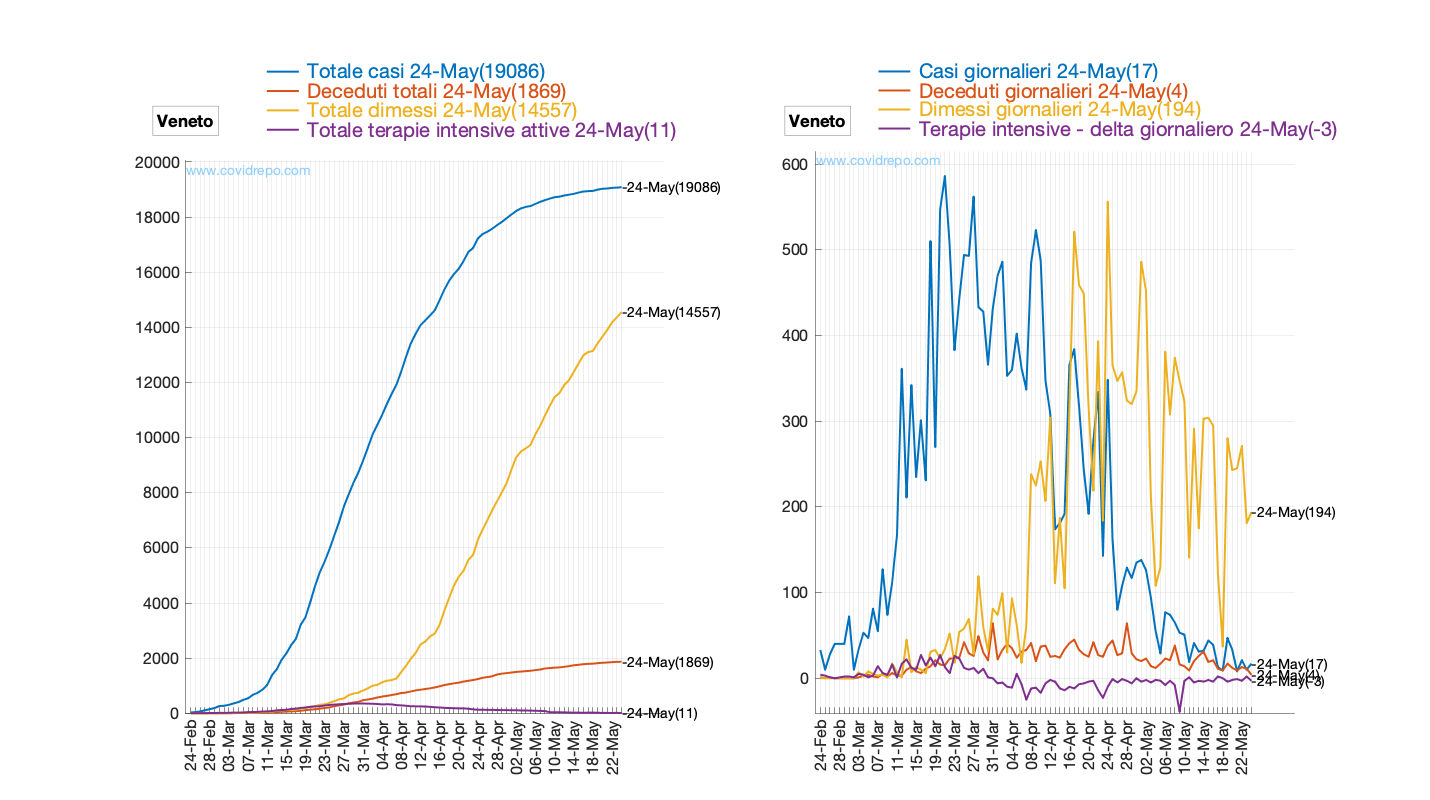 Totale casi 24-May(19086)
Deceduti totali 24-May(1869)
Totale dimessi 24-May(14557)
Totale terapie intensive attive 24-May(11)
Veneto
www.covidrepo.com
20000
18000
16000
14000
12000
10000
8000
6000
4000
2000
0
-24-May(19086)
-24-May(14557)
-24-May(1869)
-24-May(11)
24-Feb
28-Feb
03-Mar
07-Mar
11-Mar
15-Mar
19-Mar
23-Mar
27-Mar
31-Mar
04-Apr
08-Apr
12-Apr
16-Apr
20-Apr
24-Apr
28-Apr
02-May
06-May
10-May
14-May
18-May
22-May
Casi giornalieri 24-May(17)
Deceduti giornalieri 24-May(4)
Dimessi giornalieri 24-May(194)
Terapie intensive - delta giornaliero 24-May(-3)
Veneto
www.covidrepo.com
600
500
400
300
200
100
0
-24-May(194)
-24-May(17)
-24-May(4)
-24-May(-3)
24-Feb
28-Feb
03-Mar
07-Mar
11-Mar
15-Mar
19-Mar
23-Mar
27-Mar
31-Mar
04-Apr
08-Apr
12-Apr
16-Apr
20-Apr
24-Apr
28-Apr
02-May
06-May
10-May
14-May
18-May
22-May